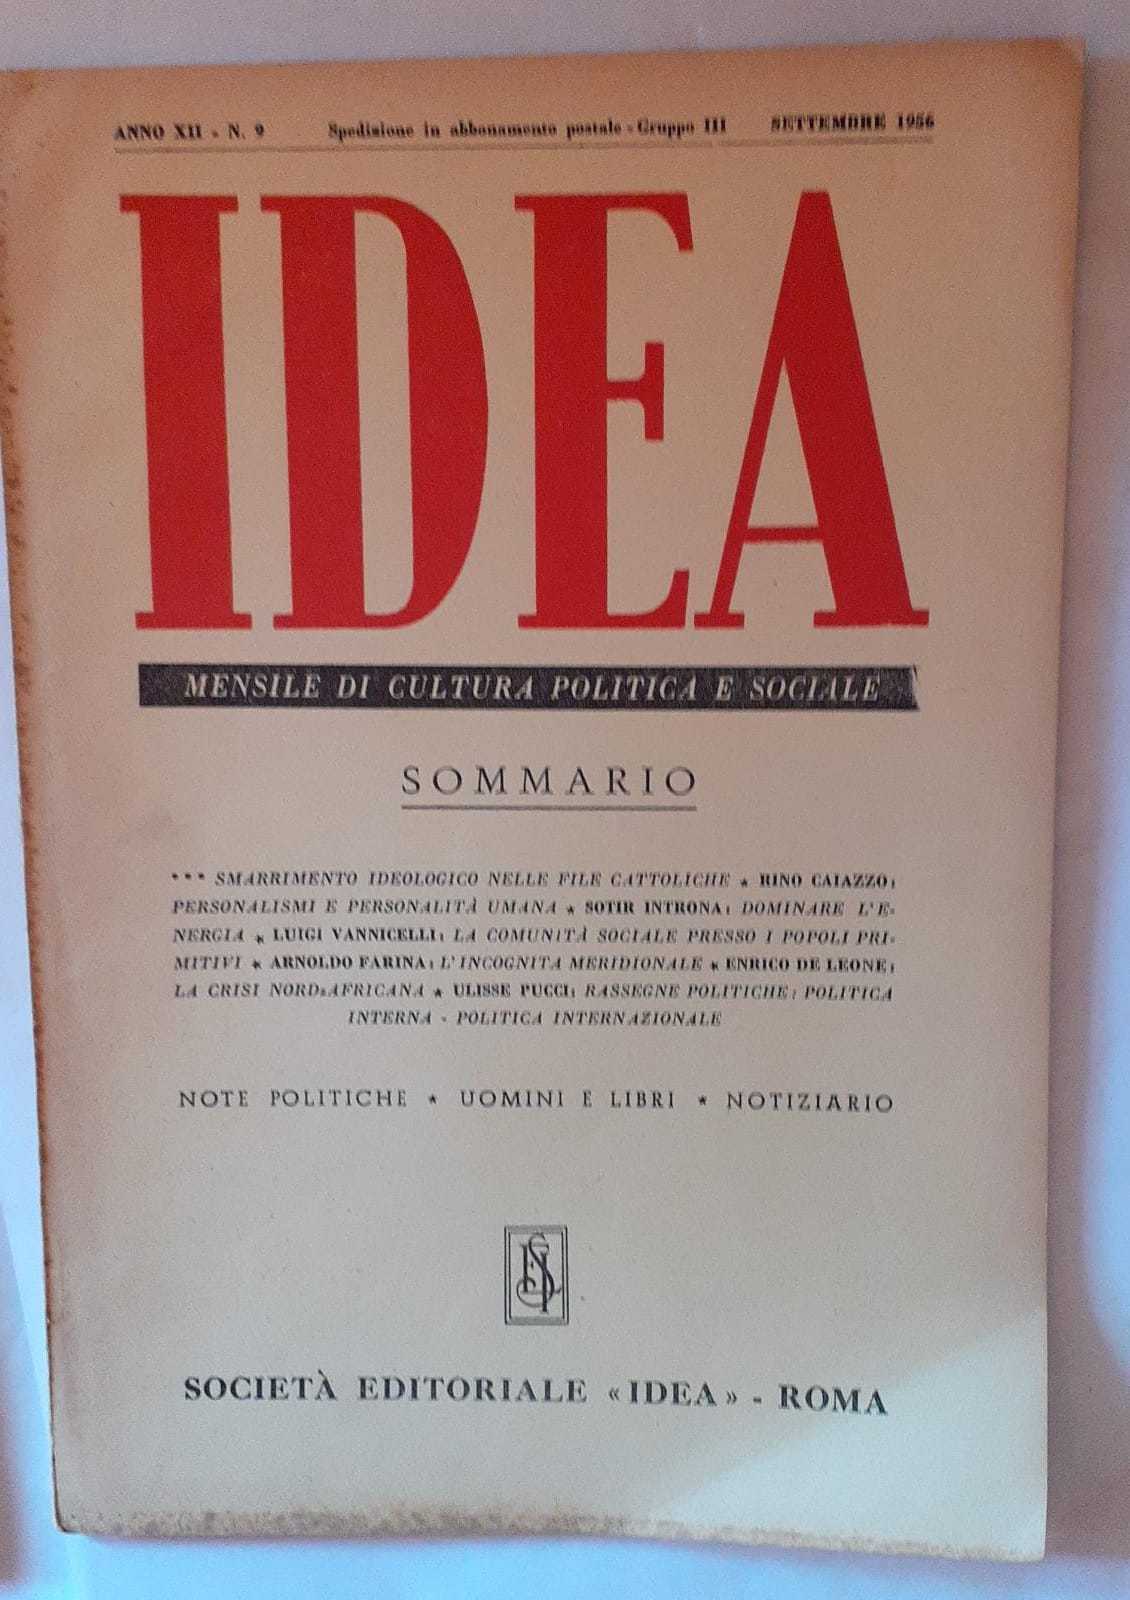 ANNO XII - N. 9 Spedizione in abbonamento postale - Gruppo III SETTEMBRE 1956
IDEA
MENSILE DI CULTURA POLITICA E SOCIALE
SOMMARIO
*** SMARRIMENTO IDEOLOGICO NELLE FILE CATTOLICHE * RINO CAIAZZO:
PERSONALISMI E PERSONALITÀ UMANA * SOTIR INTRONA: DOMINARE L'E-
NERGIA * LUIGI VANNICELLI: LA COMUNITÀ SOCIALE PRESSO I POPOLI PRI-
MITIVI * ARNOLDO FARINA: L'INCOGNITA MERIDIONALE * ENRICO DE LEONE:
LA CRISI NORD-AFRICANA * ULISSE PUCCI: RASSEGNE POLITICHE: POLITICA
INTERNA - POLITICA INTERNAZIONALE
NOTE POLITICHE * UOMINI E LIBRI * NOTIZIARIO
SOCIETÀ EDITORIALE «IDEA» - ROMA